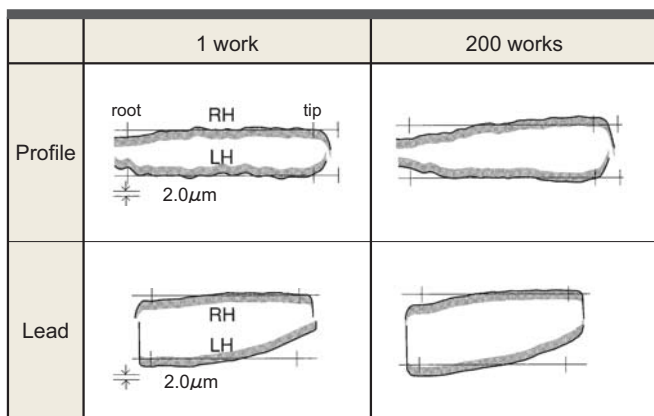 1 work
200 works
Profile
root
RH
tip
LH
2.0μm
Lead
RH
LH
2.0μm